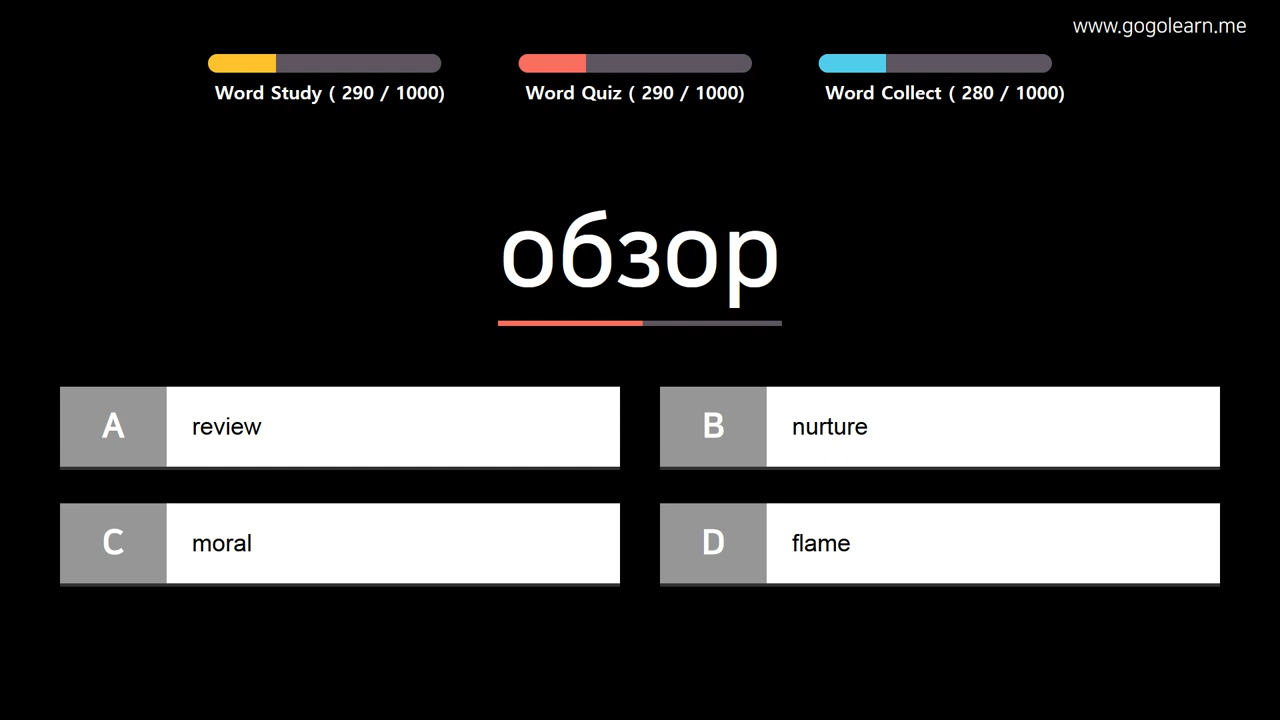 www.gogolearn.me
Word Study ( 290 / 1000)
Word Quiz ( 290 / 1000)
Word Collect ( 280 / 1000)
обзор
A review
B nurture
C moral
D flame